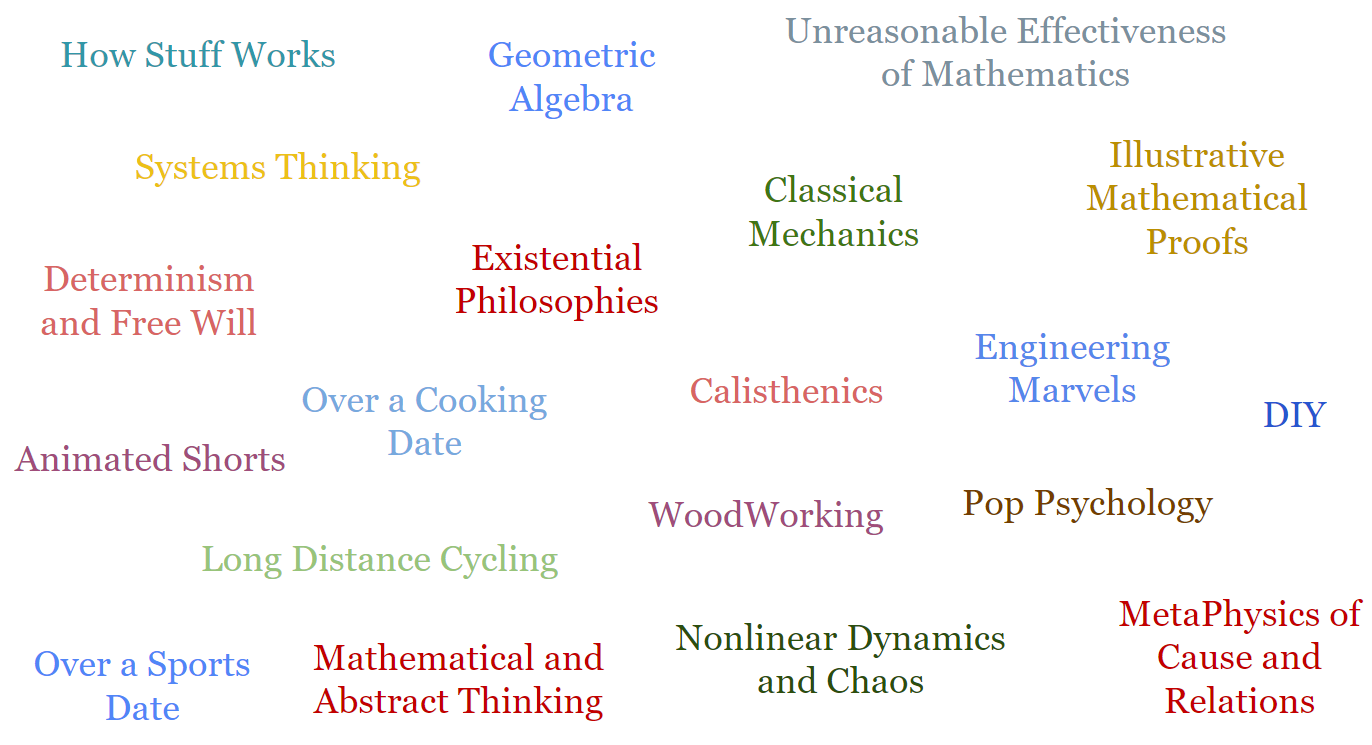 How Stuff Works
Geometric
Algebra
Unreasonable Effectiveness
of Mathematics
Systems Thinking
Classical
Mechanics
Illustrative
Mathematical
Proofs
Determinism
and Free Will
Existential
Philosophies
Over a Cooking
Date
Calisthenics
Engineering
Marvels
DIY
Animated Shorts
WoodWorking
Pop Psychology
Long Distance Cycling
Over a Sports
Date
Mathematical and
Abstract Thinking
Nonlinear Dynamics
and Chaos
MetaPhysics of
Cause and
Relations